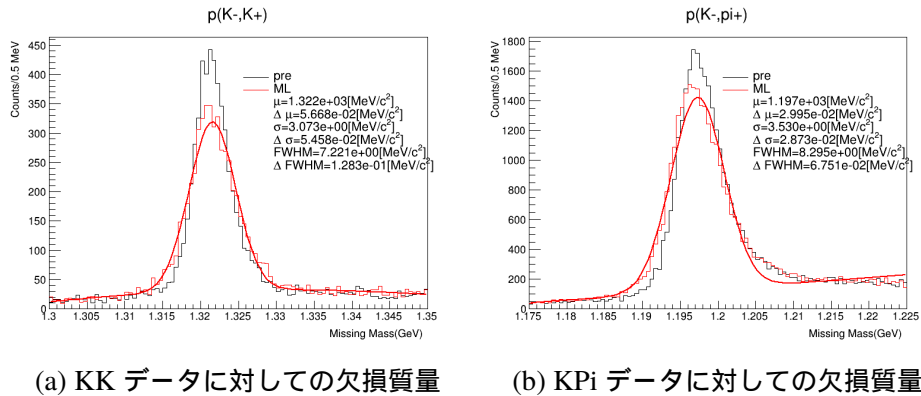 p(K-,K+)
Counts/0.5 MeV
450
400
350
300
250
200
150
100
50
0
pre
ML
μ=1.322e+03[MeV/c²]
Δ μ=5.668e-02[MeV/c²]
σ=3.073e+00[MeV/c²]
Δ σ=5.458e-02[MeV/c²]
FWHM=7.221e+00[MeV/c²]
Δ FWHM=1.283e-01[MeV/c²]
1.3 1.305 1.31 1.315 1.32 1.325 1.33 1.335 1.34 1.345 1.35
Missing Mass(GeV)
(a) KK データに対しての欠損質量
p(K-,pi+)
Counts/0.5 MeV
1800
1600
1400
1200
1000
800
600
400
200
0
pre
ML
μ=1.197e+03[MeV/c²]
Δ μ=2.995e-02[MeV/c²]
σ=3.530e+00[MeV/c²]
Δ σ=2.873e-02[MeV/c²]
FWHM=8.295e+00[MeV/c²]
Δ FWHM=6.751e-02[MeV/c²]
1.175 1.18 1.185 1.19 1.195 1.2 1.205 1.21 1.215 1.22 1.225
Missing Mass(GeV)
(b) KPi データに対しての欠損質量